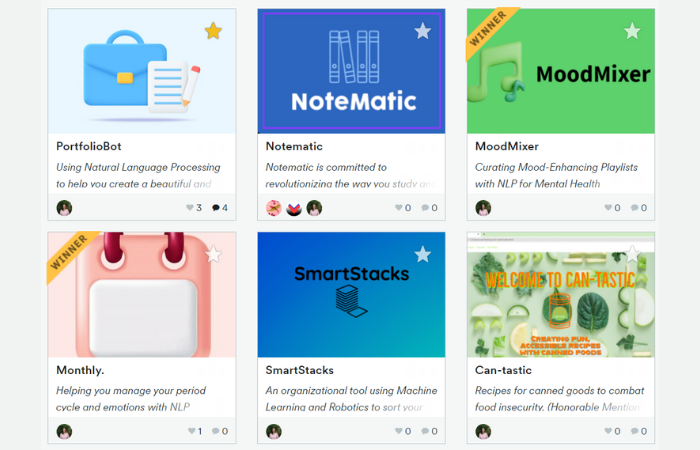 PortfolioBot
Using Natural Language Processing
to help you create a beautiful and
3 4
NoteMatic
Notematic
Notematic is committed to
revolutionizing the way you study and
0 0
WINNER
MoodMixer
MoodMixer
Curating Mood-Enhancing Playlists
with NLP for Mental Health
0 0
WINNER
Monthly.
Helping you manage your period
cycle and emotions with NLP
1 0
SmartStacks
SmartStacks
An organizational tool using Machine
Learning and Robotics to sort your
0 0
WELCOME TO CAN-TASTIC
CREATING FUN,
ACCESSIBLE RECIPES
WITH CANNED FOODS
Can-tastic
Recipes for canned goods to combat
food insecurity. (Honorable Mention
0 0